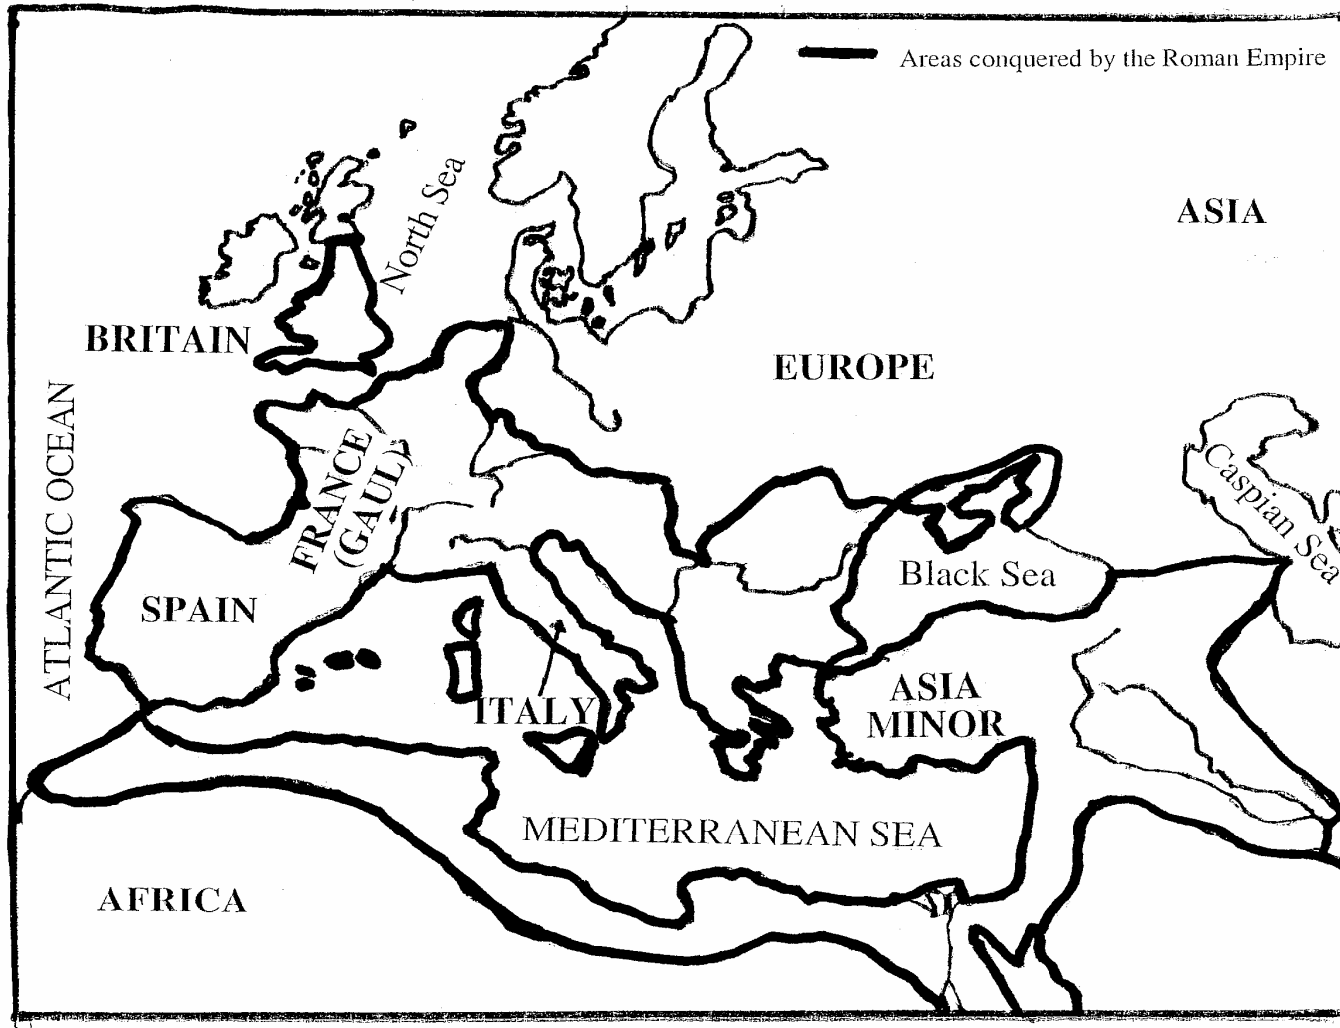 Areas conquered by the Roman Empire
North Sea
ASIA
BRITAIN
EUROPE
ATLANTIC OCEAN
FRANCE
(GAUL)
Caspian Sea
Black Sea
SPAIN
ASIA
MINOR
ITALY
MEDITERRANEAN SEA
AFRICA